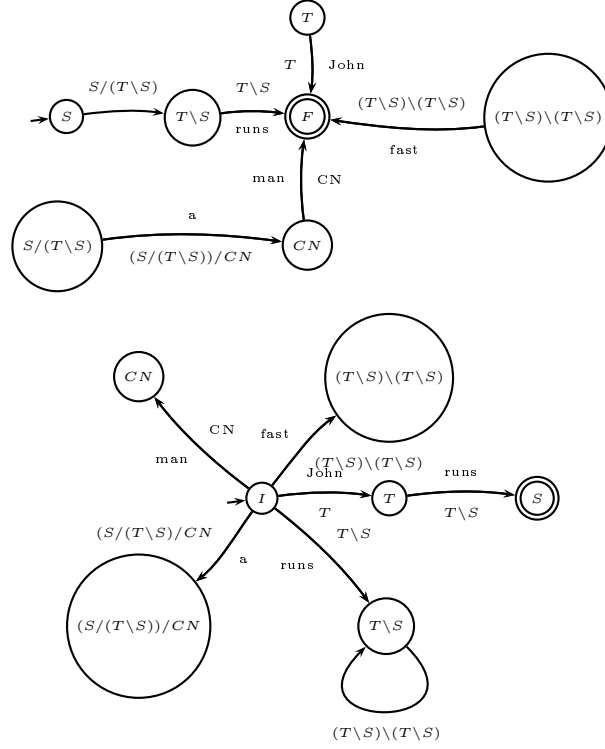 T
T John
S/(T\S) T\S (T\S)\(T\S)
S T\S F (T\S)\(T\S)
runs fast
man CN
a
S/(T\S) CN
(S/(T\S))/CN
CN (T\S)\(T\S)
CN fast
man
(T\S)\(T\S)
John runs
I T S
T T\S
(S/(T\S)/CN T\S
a runs
(S/(T\S))/CN T\S
(T\S)\(T\S)